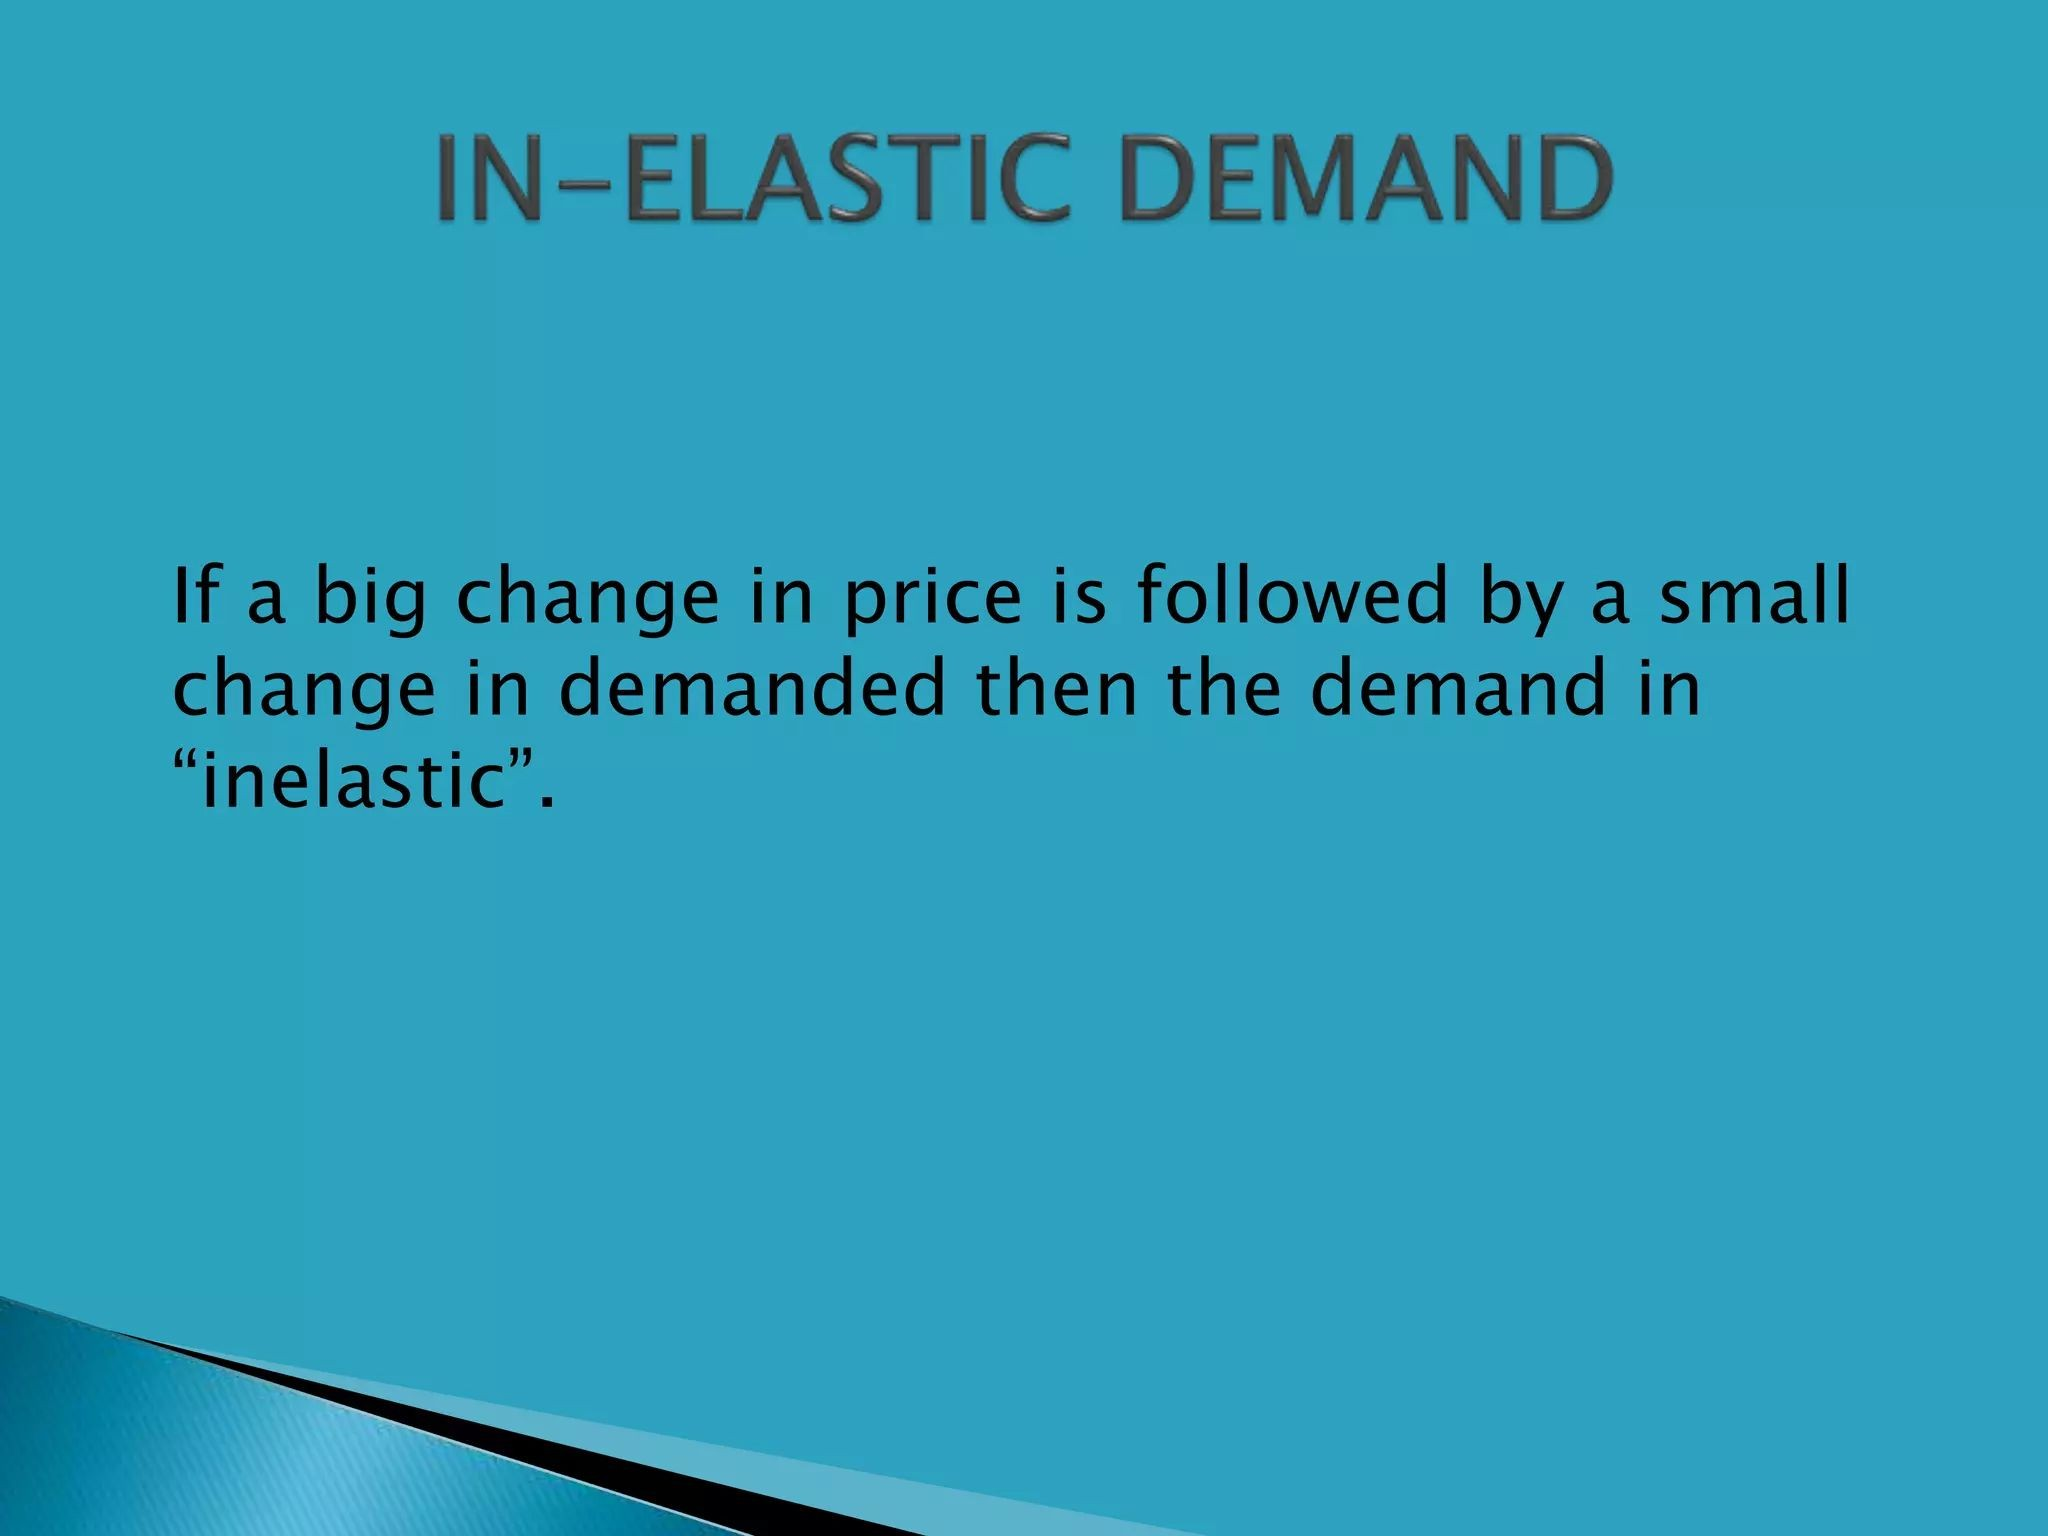 IN-ELASTIC DEMAND
If a big change in price is followed by a small
change in demanded then the demand in
“inelastic”.